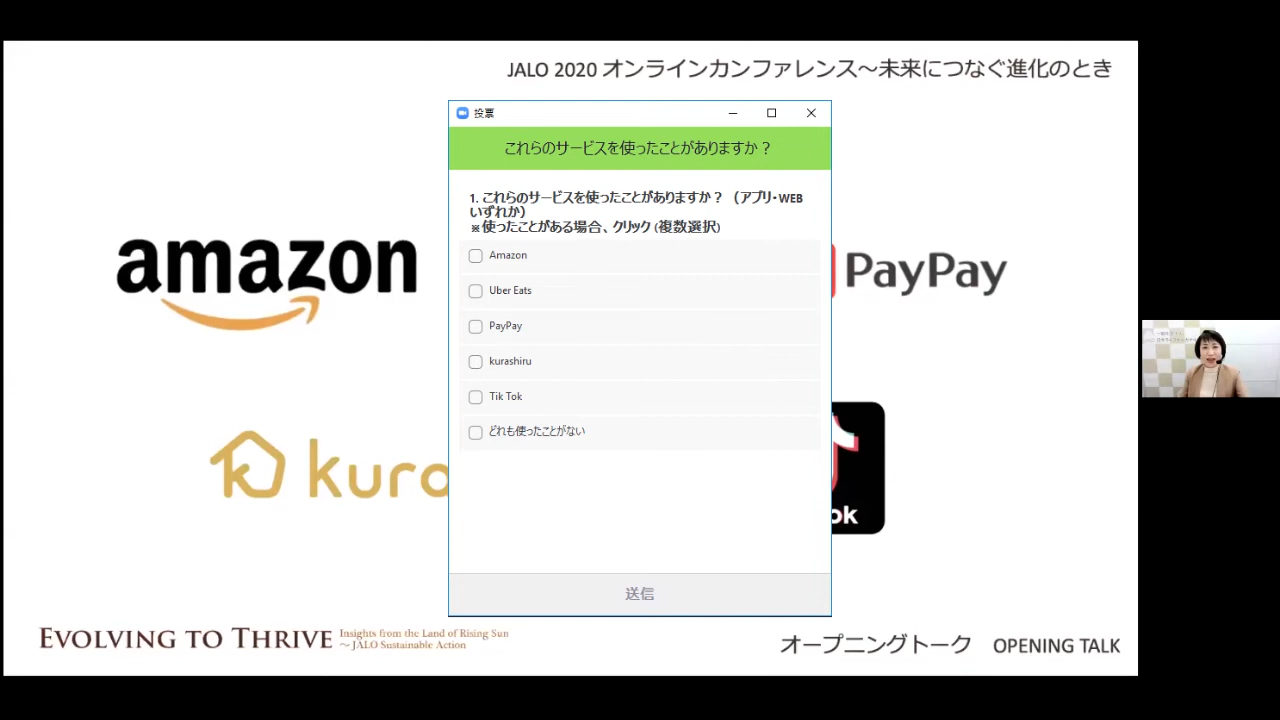 JALO 2020 オンラインカンファレンス～未来につなぐ進化のとき
投票
これらのサービスを使ったことがありますか？
1. これらのサービスを使ったことがありますか？ （アプリ・WEB
いずれか）
※使ったことがある場合、クリック (複数選択)
Amazon
Uber Eats
PayPay
kurashiru
Tik Tok
どれも使ったことがない
送信
amazon
PayPay
kura
ok
EVOLVING TO THRIVE
Insights from the Land of Rising Sun
～JALO Sustainable Action
オープニングトーク OPENING TALK